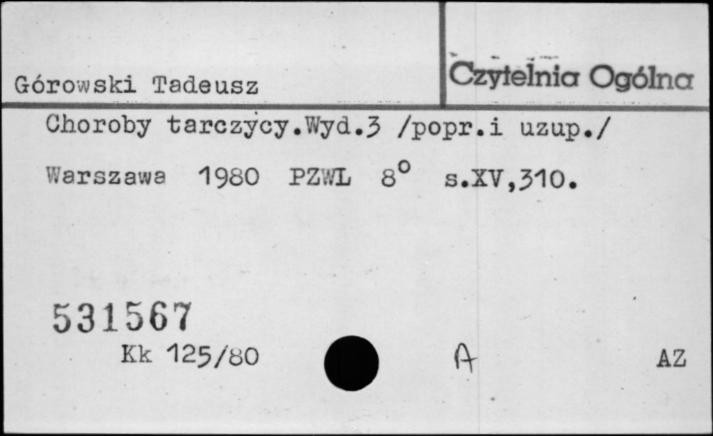 Górowski Tadeusz
Czytelnia Ogólna
Choroby tarczycy.Wyd.3 /popr.i uzup./
Warszawa 1980 PZWL 8° s.XV,310.
531567
Kk 125/80
A
AZ